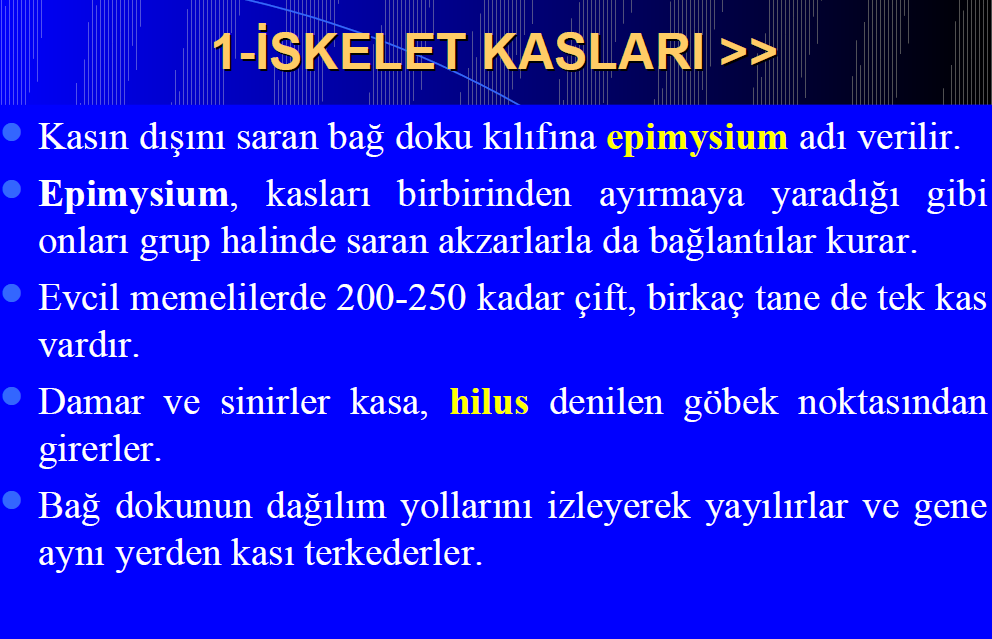 1-İSKELET KASLARI >>
Kasın dışını saran bağ doku kılıfına epimysium adı verilir.
Epimysium, kasları birbirinden ayırmaya yaradığı gibi
onları grup halinde saran akzarlarla da bağlantılar kurar.
Evcil memelilerde 200-250 kadar çift, birkaç tane de tek kas
vardır.
Damar ve sinirler kasa, hilus denilen göbek noktasından
girerler.
Bağ dokunun dağılım yollarını izleyerek yayılırlar ve gene
aynı yerden kası terkederler.